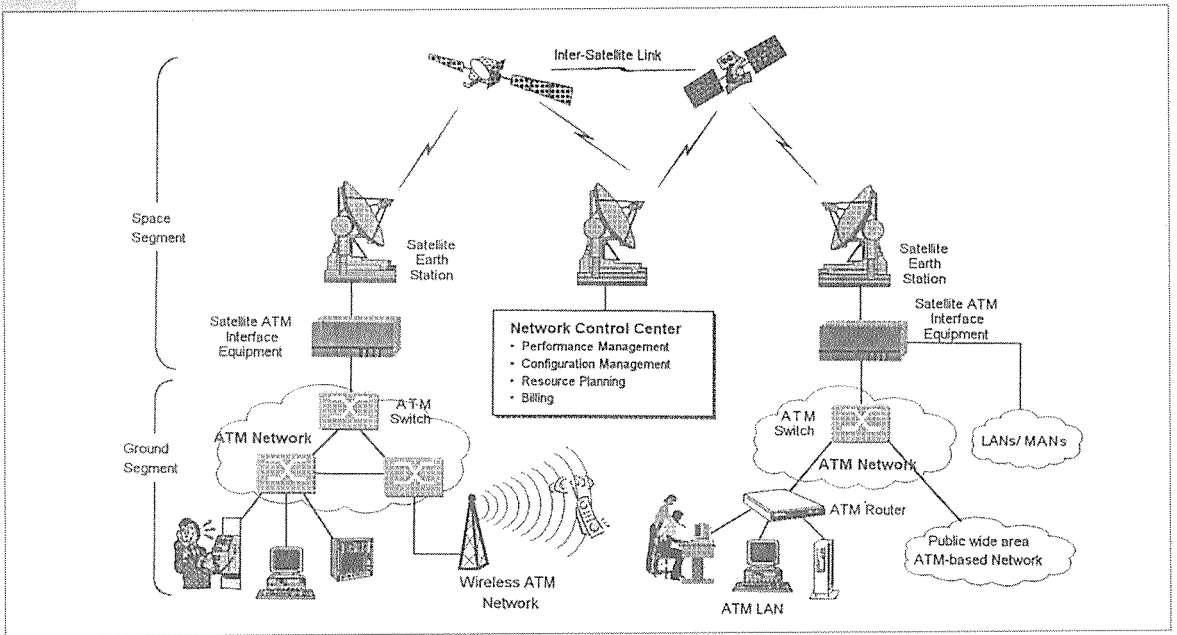 Inter-Satellite Link
Space
Segment
Satellite
Earth
Station
Satellite
Earth
Station
Satellite ATM
Interface
Equipment
Network Control Center
• Performance Management
• Configuration Management
• Resource Planning
• Billing
Satellite ATM
Interface
Equipment
Ground
Segment
ATM
Switch
ATM Network
ATM
Switch
ATM Network
LANs/ MANs
ATM Router
Public wide area
ATM-based Network
Wireless ATM
Network
ATM LAN